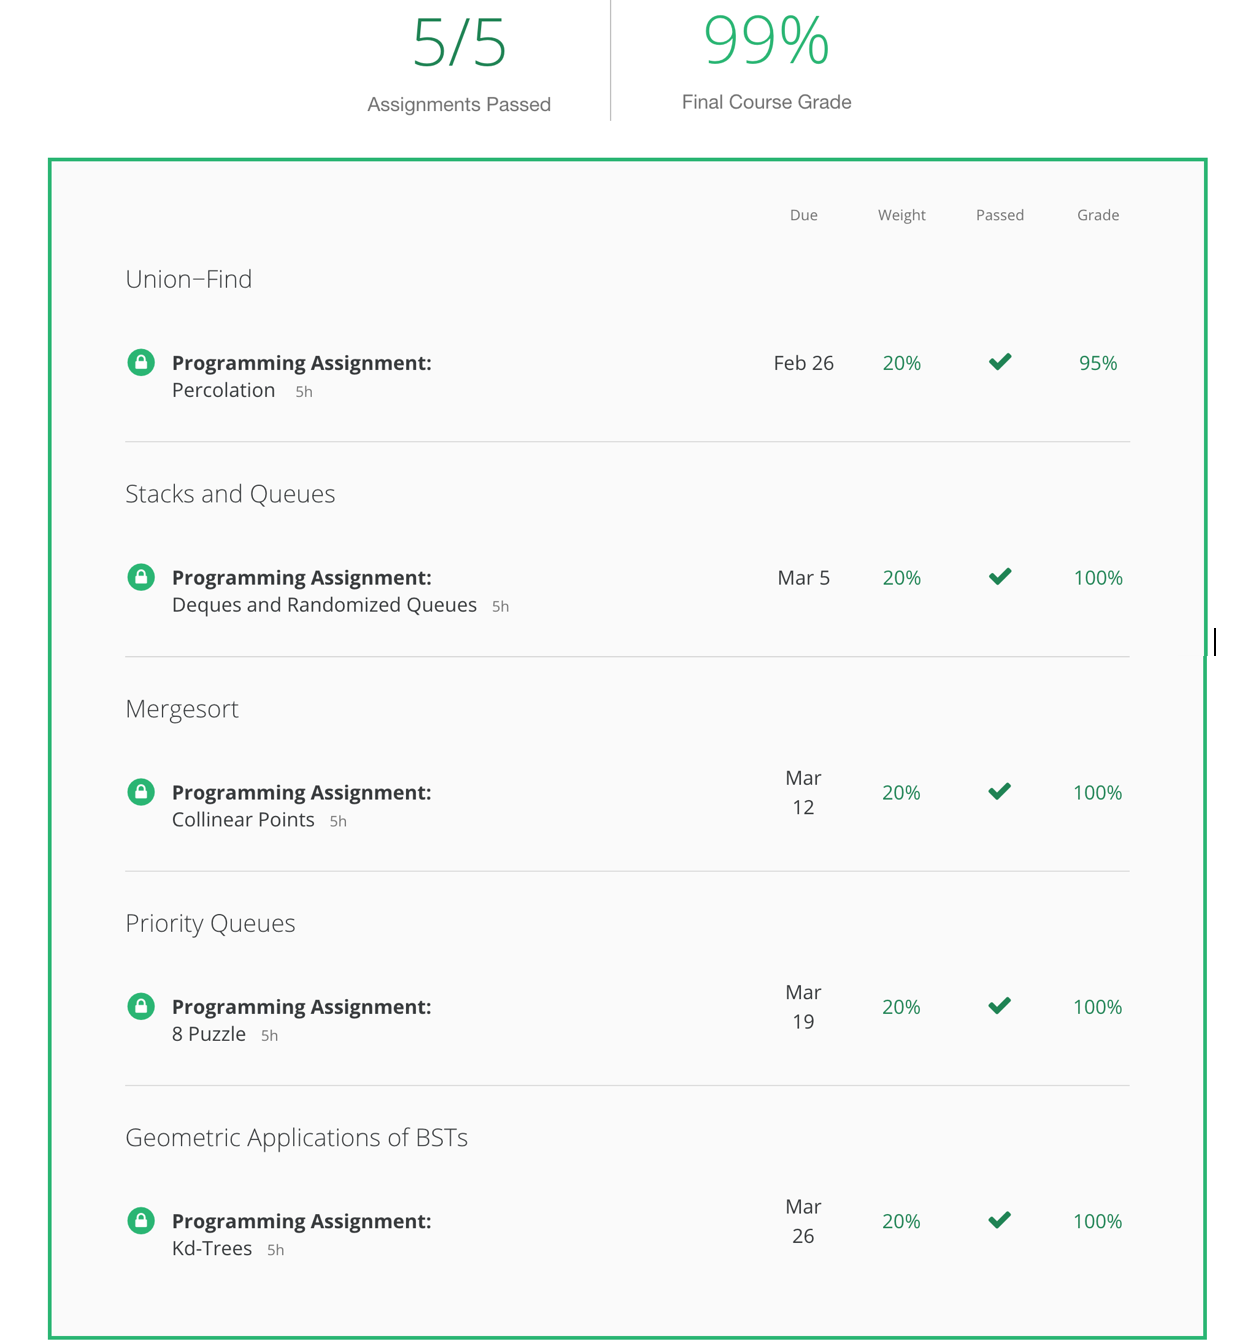 5/5
99%
Assignments Passed
Final Course Grade
Due Weight Passed Grade
Union–Find
Programming Assignment: Feb 26 20% 95%
Percolation 5h
Stacks and Queues
Programming Assignment: Mar 5 20% 100%
Deques and Randomized Queues 5h
Mergesort
Mar
12
Programming Assignment: 20% 100%
Collinear Points 5h
Priority Queues
Mar
19
Programming Assignment: 20% 100%
8 Puzzle 5h
Geometric Applications of BSTs
Mar
26
Programming Assignment: 20% 100%
Kd-Trees 5h